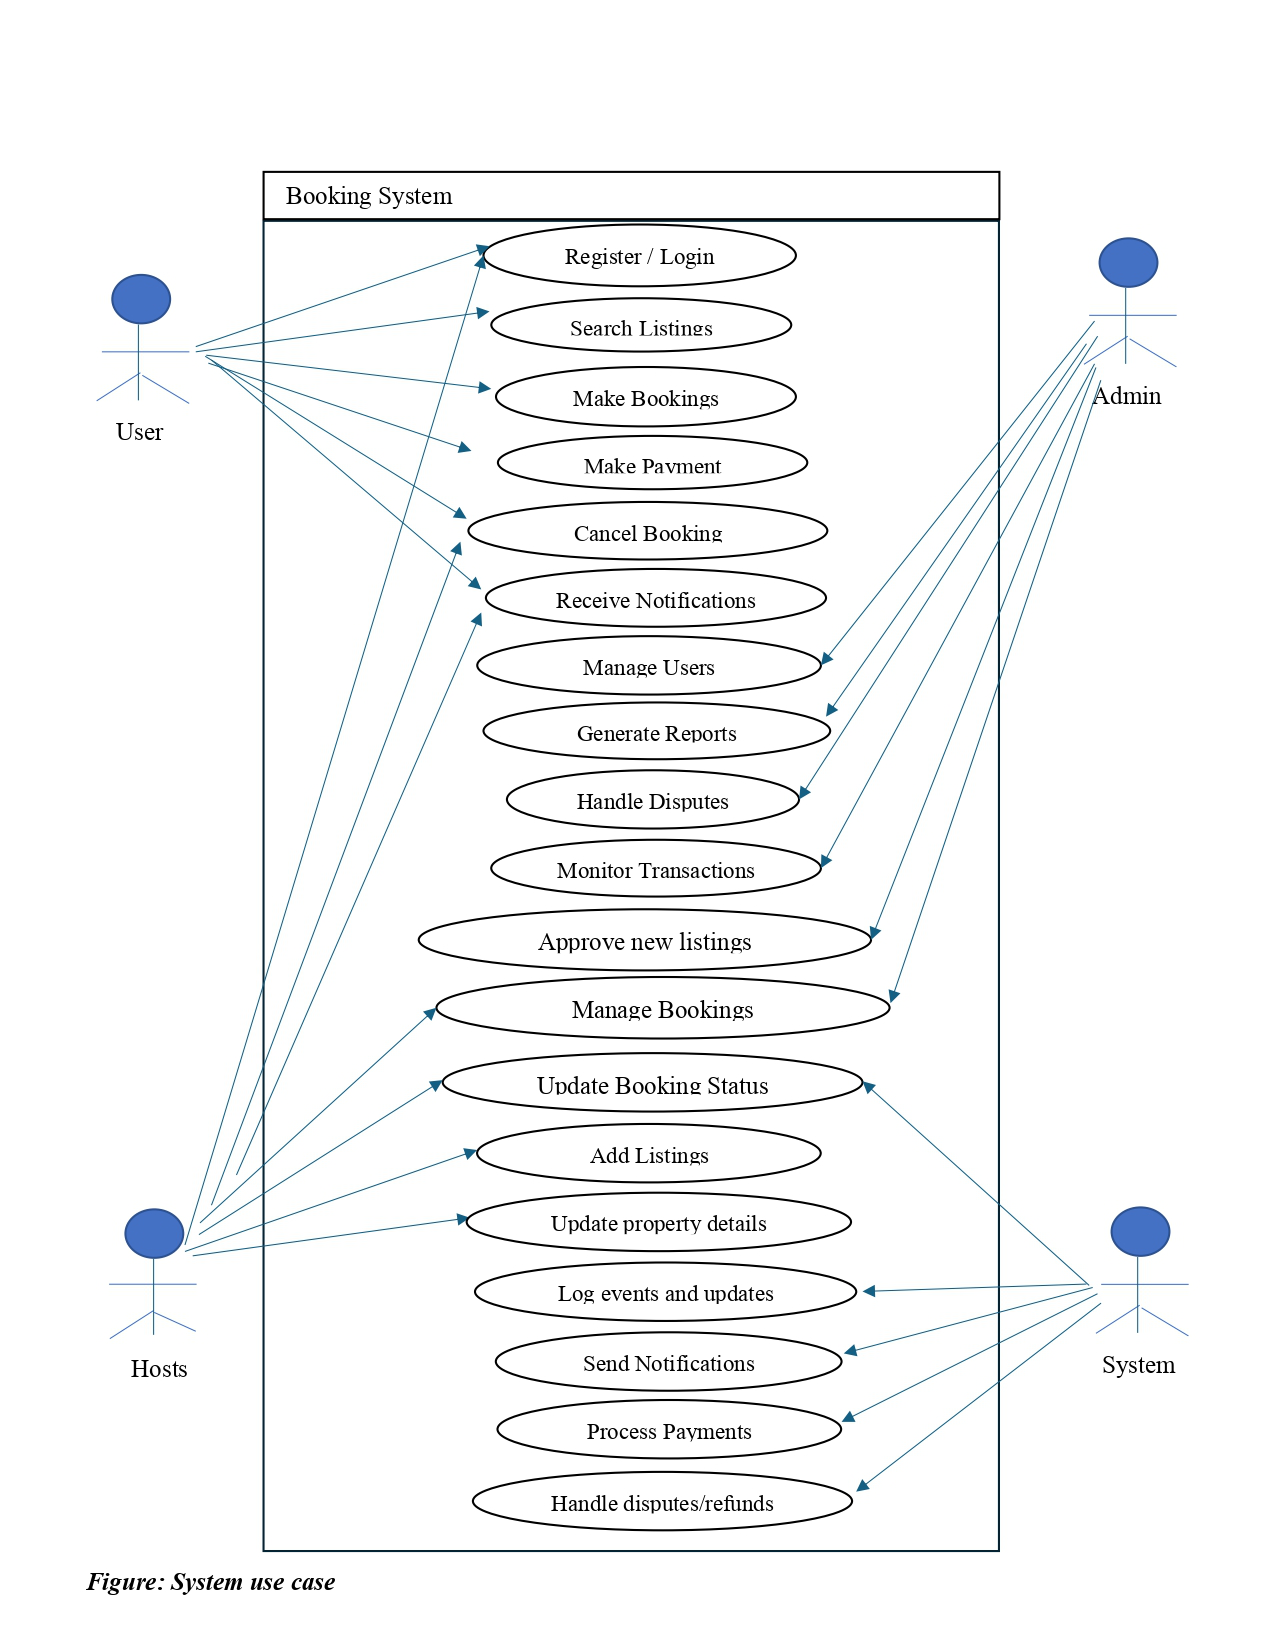 Booking System
Register / Login
Search Listings
Make Bookings
Make Payment
Cancel Booking
Receive Notifications
Manage Users
Generate Reports
Handle Disputes
Monitor Transactions
Approve new listings
Manage Bookings
Update Booking Status
Add Listings
Update property details
Log events and updates
Send Notifications
Process Payments
Handle disputes/refunds
User
Admin
Hosts
System
Figure: System use case